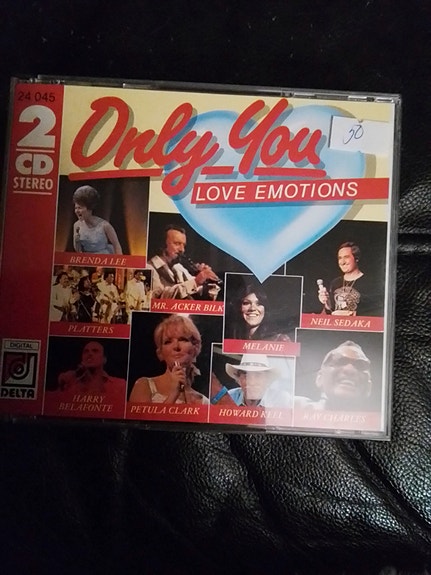 24 045
2
CD
STEREO
Only You
50
LOVE EMOTIONS
BRENDA LEE
MR. ACKER BILK
NEIL SEDAKA
PLATTERS
MELANIE
HARRY
BELAFONTE
PETULA CLARK
HOWARD KEEL
RAY CHARLES
DIGITAL
DELTA